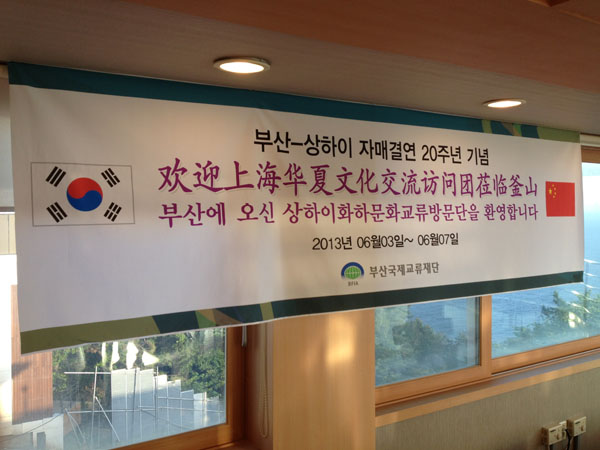 부산-상하이 자매결연 20주년 기념
欢迎上海华夏文化交流访问团莅临釜山
부산에 오신 상하이화하문화교류방문단을 환영합니다
2013년 06월03일~ 06월07일
BFIA 부산국제교류재단